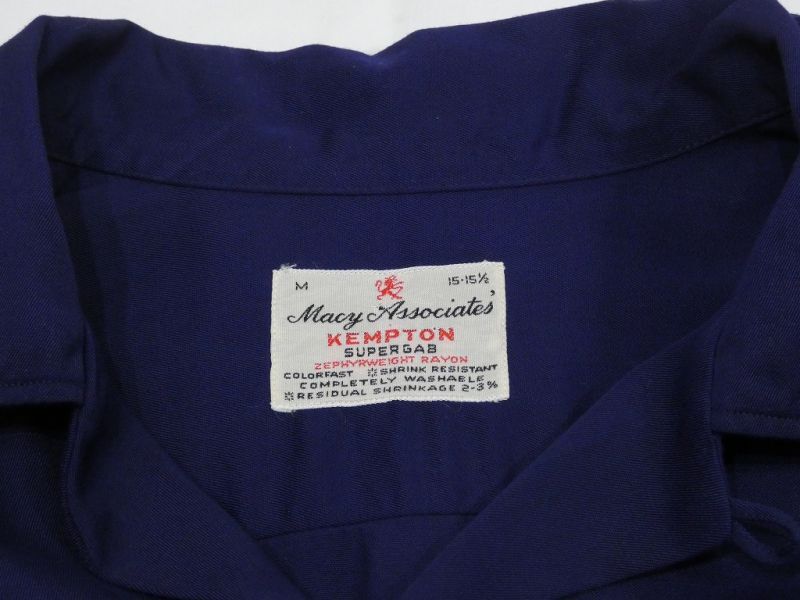 M 15-15½
Macy Associates'
KEMPTON
SUPERGAB
ZEPHYRWEIGHT RAYON
COLORFAST ※SHRINK RESISTANT
COMPLETELY WASHABLE
※RESIDUAL SHRINKAGE 2-3%